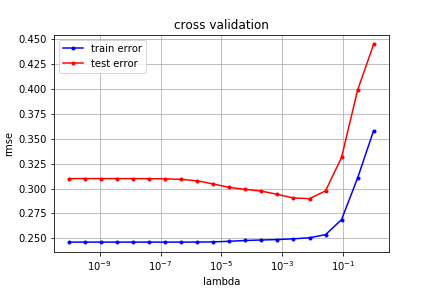 cross validation
train error
test error
0.450
0.425
0.400
0.375
0.350
0.325
0.300
0.275
0.250
rmse
10⁻⁹ 10⁻⁷ 10⁻⁵ 10⁻³ 10⁻¹
lambda